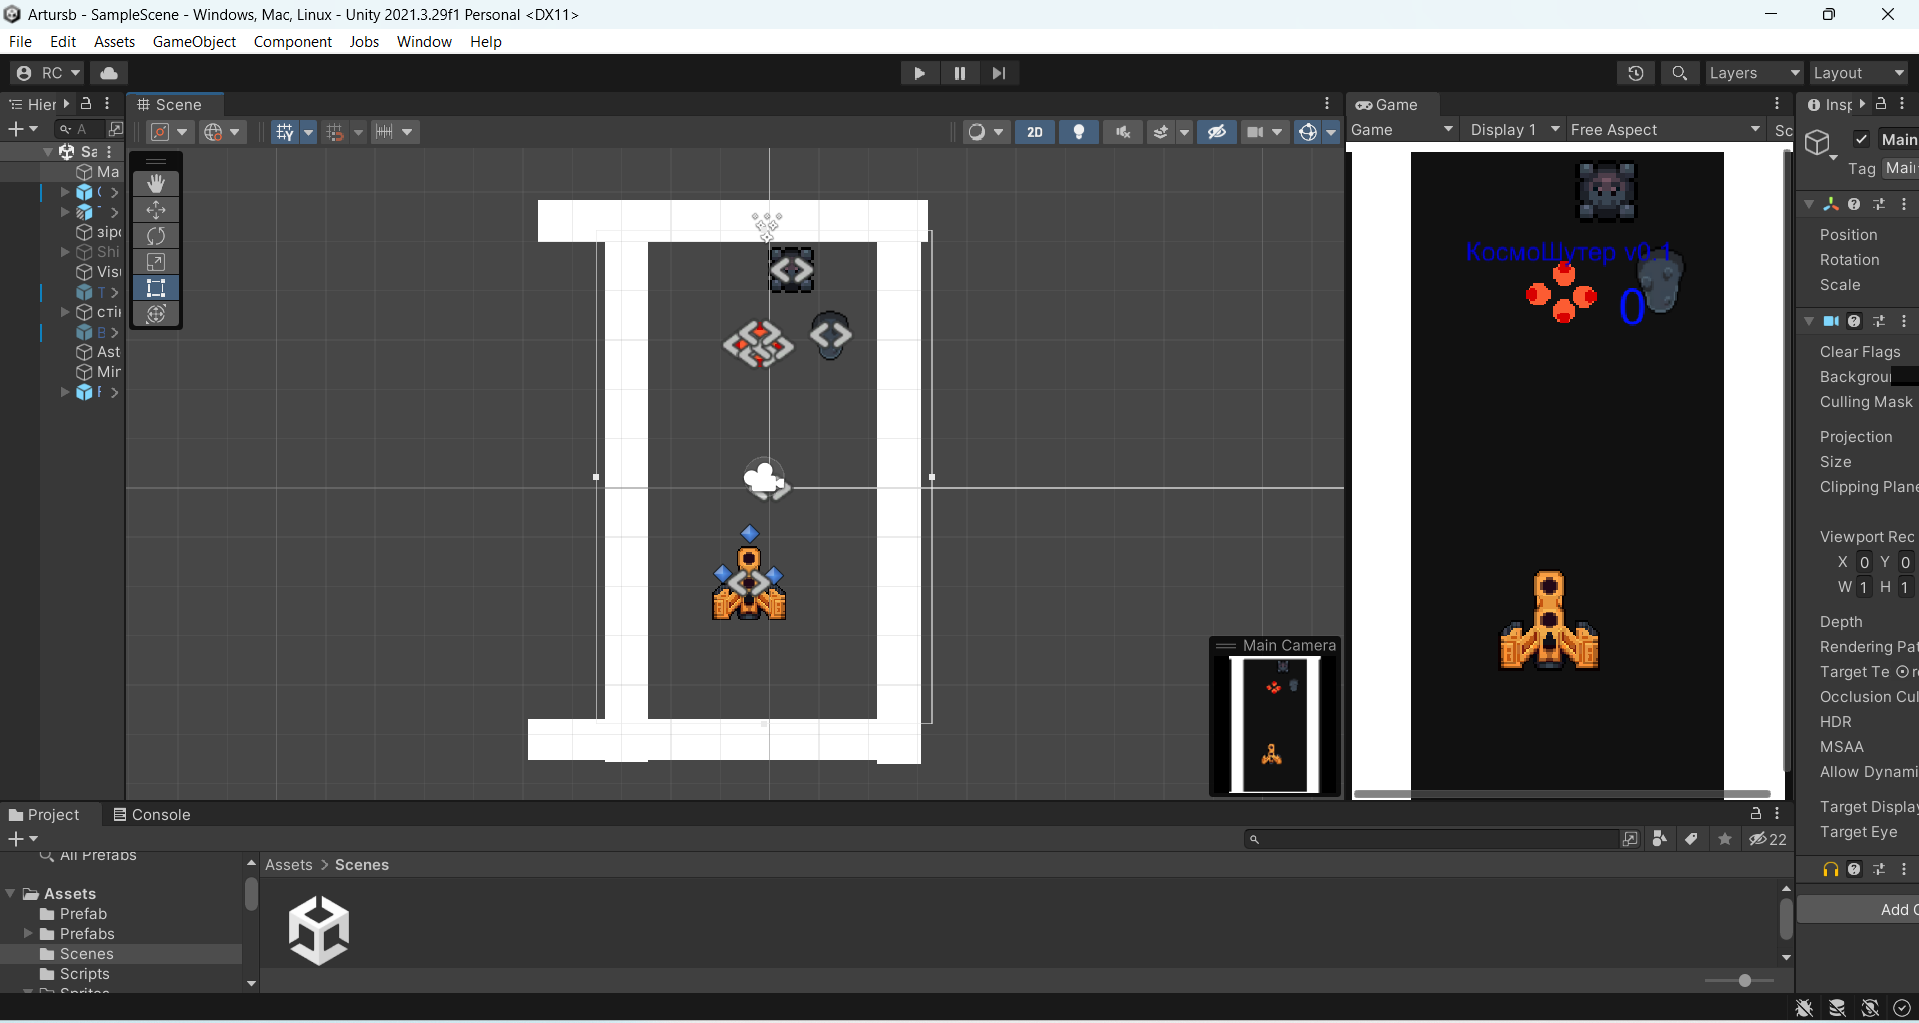 Artursb - SampleScene - Windows, Mac, Linux - Unity 2021.3.29f1 Personal <DX11>
File Edit Assets GameObject Component Jobs Window Help
RC Layers Layout
Hier Scene Game Insp
A 2D Game Display 1 Free Aspect Sc
Main
Sa
Tag Mai
Ma
зіро
Position
Shi
Rotation
Vis
Scale
T
стін
B
Ast
Clear Flags
Min
Backgrou
F
Culling Mask
КосмоШутер v0.1
0
Projection
Size
Clipping Plane
Viewport Rec
X 0 Y 0
W 1 H 1
Depth
Main Camera
Rendering Pat
Target Te
Occlusion Cul
HDR
MSAA
Allow Dynami
Target Display
Target Eye
Project Console
22
All Prefabs
Assets > Scenes
Assets
Prefab
Prefabs
Scenes
Scripts
Sprites
Add C